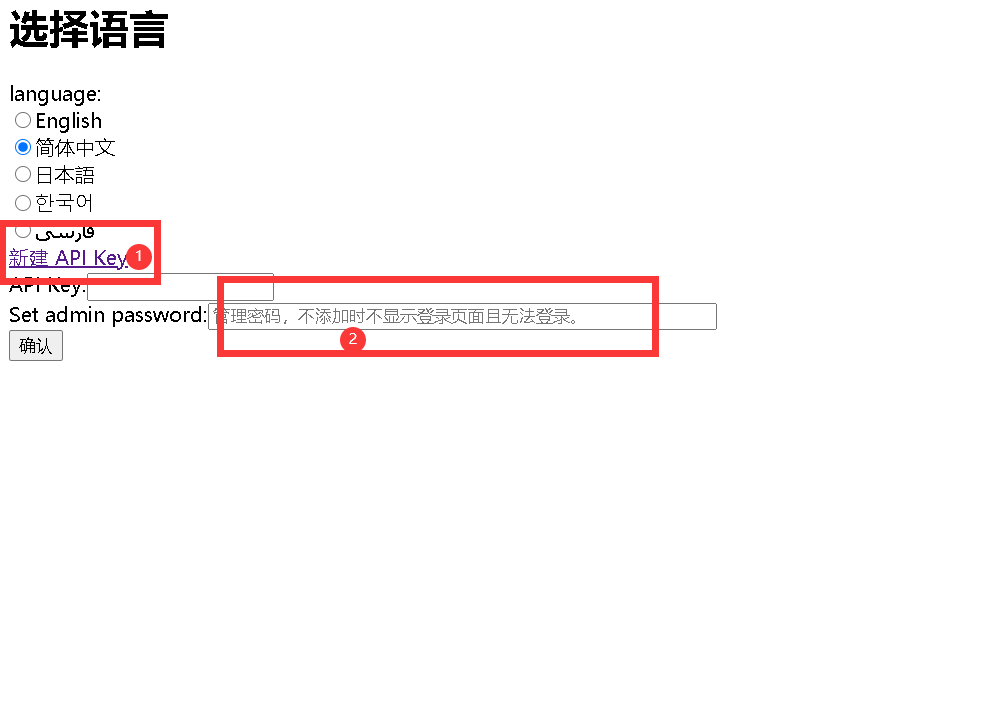 选择语言
language:
English
简体中文
日本語
한국어
فارسی
新建 API Key 1
API Key:
Set admin password: 管理密码，不添加时不显示登录页面且无法登录。
2
确认